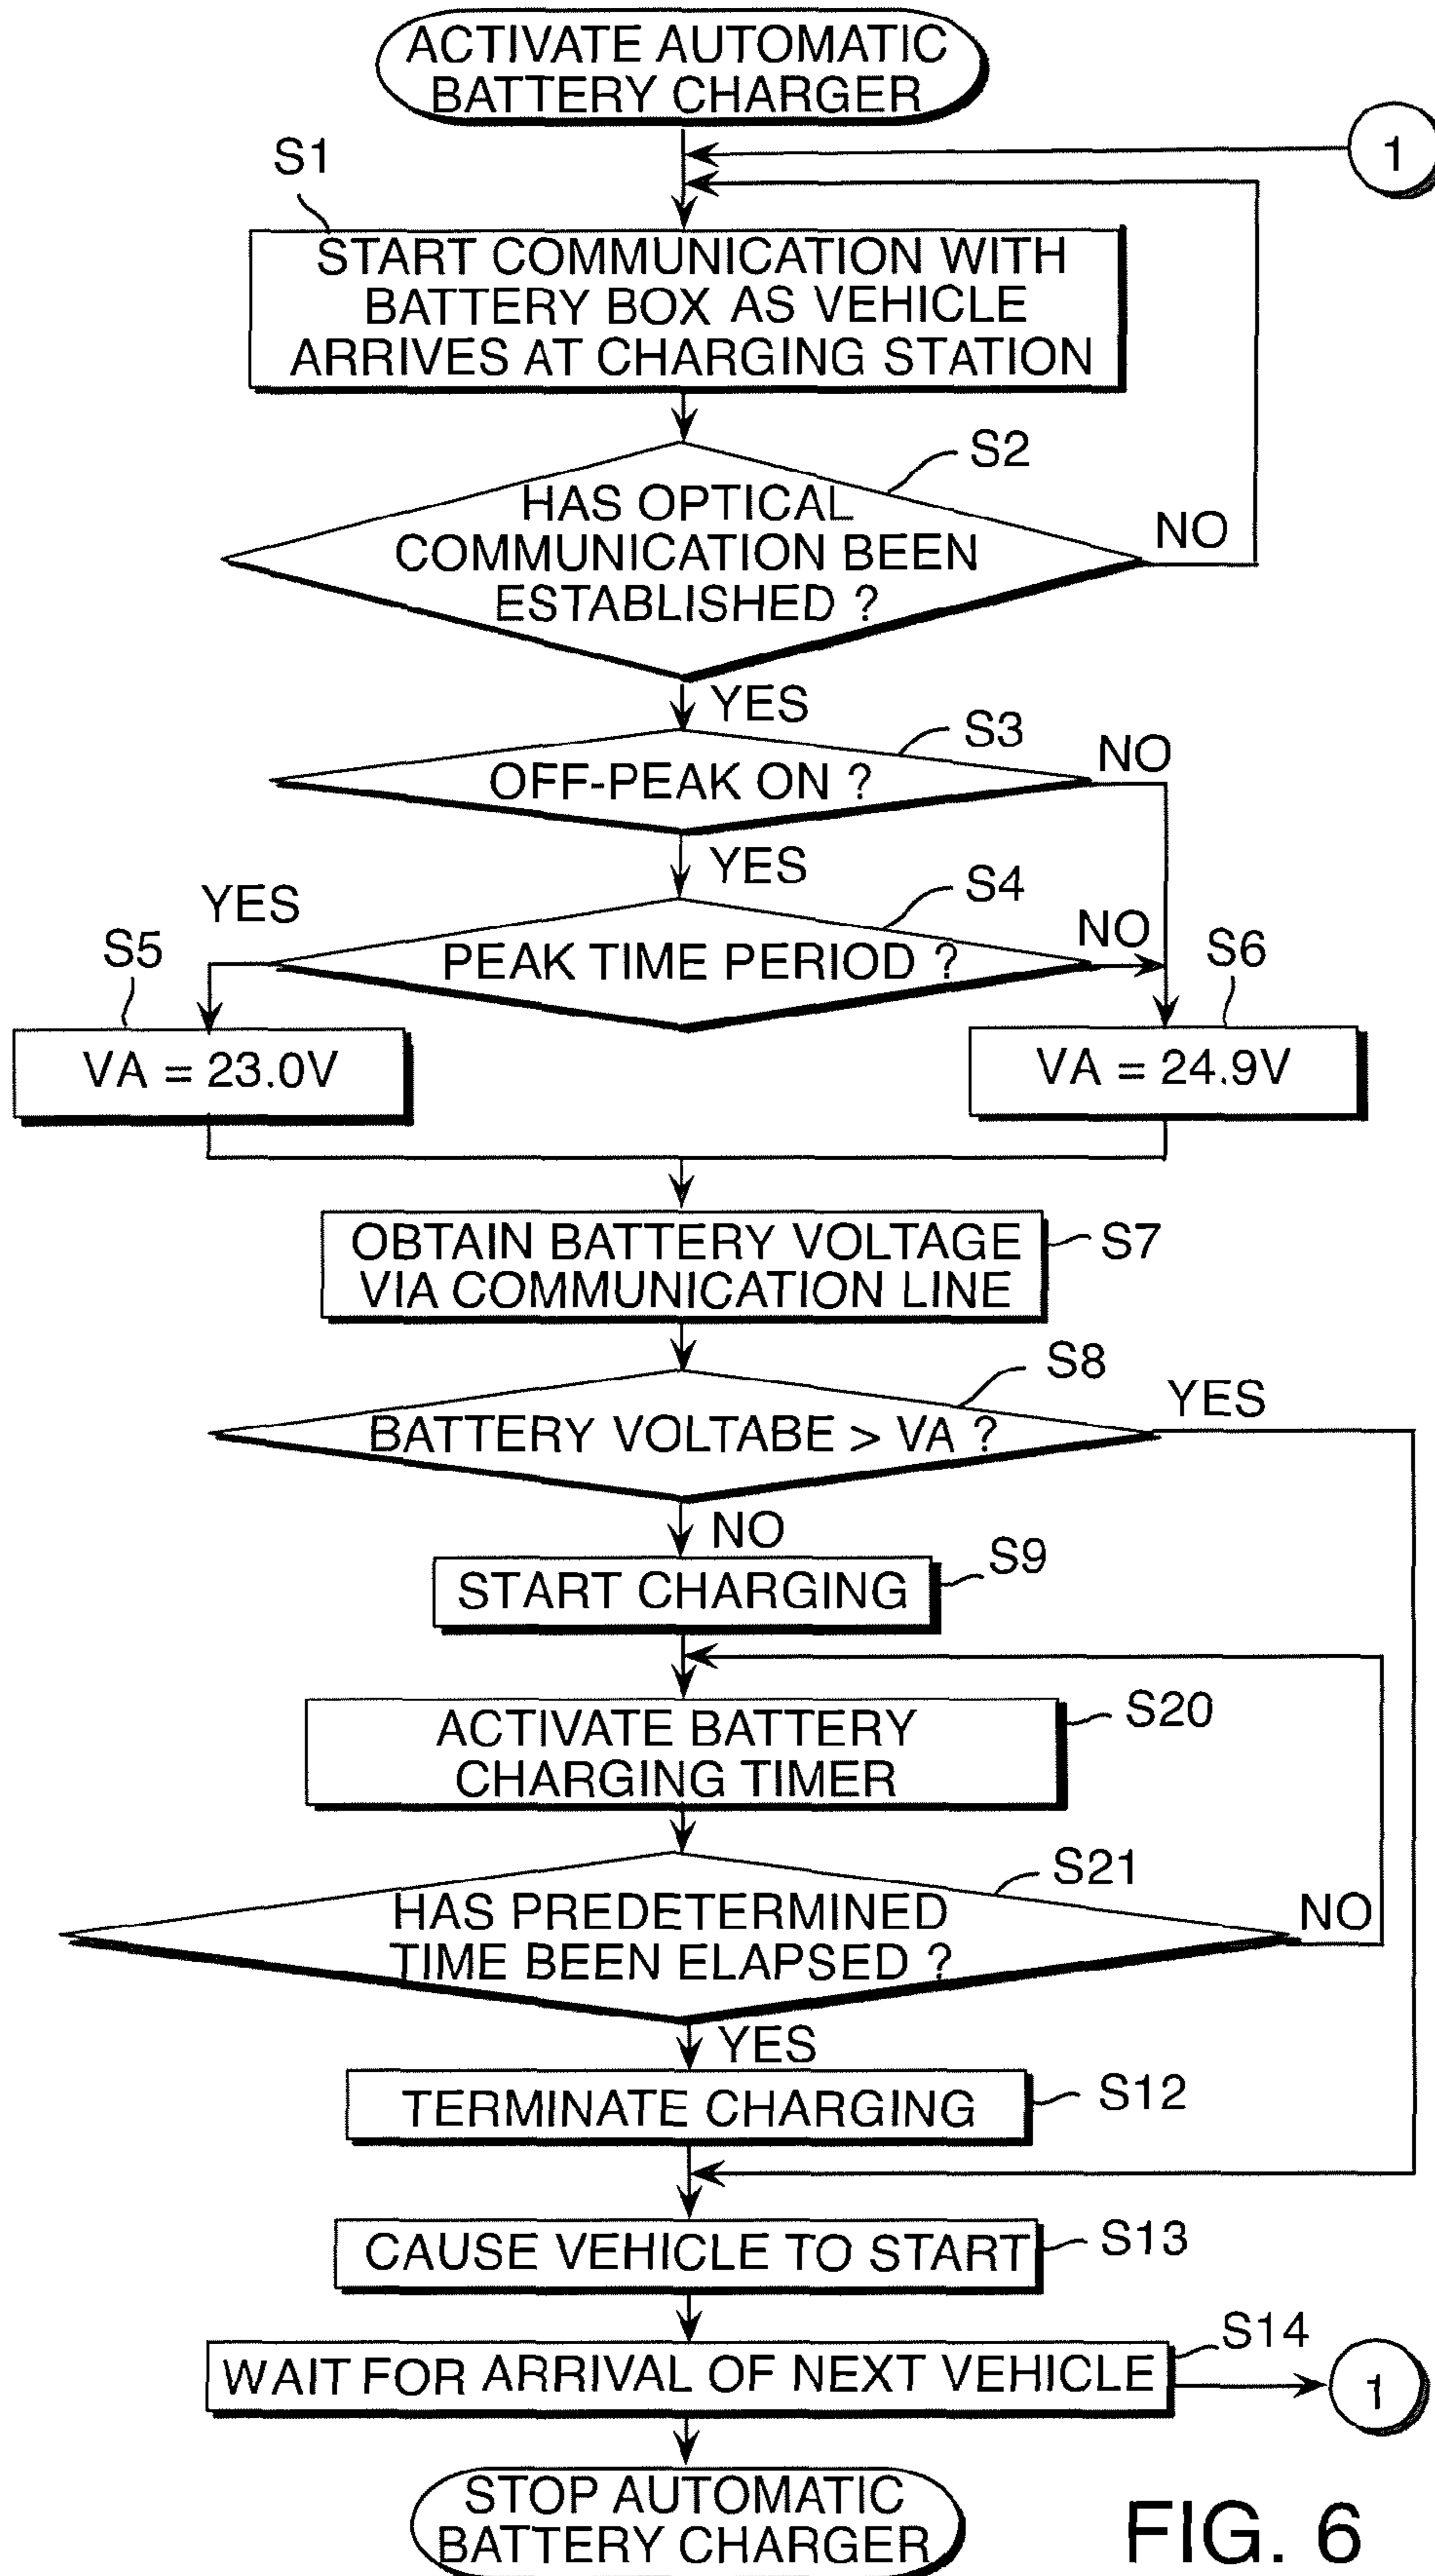 ACTIVATE AUTOMATIC
BATTERY CHARGER
1
S1
START COMMUNICATION WITH
BATTERY BOX AS VEHICLE
ARRIVES AT CHARGING STATION
S2
HAS OPTICAL
COMMUNICATION BEEN
ESTABLISHED ?
NO
YES
S3
OFF-PEAK ON ?
NO
YES
S4
YES
PEAK TIME PERIOD ?
NO
S5
S6
VA = 23.0V
VA = 24.9V
OBTAIN BATTERY VOLTAGE
VIA COMMUNICATION LINE
S7
S8
BATTERY VOLTABE > VA ?
YES
NO
START CHARGING
S9
ACTIVATE BATTERY
CHARGING TIMER
S20
S21
HAS PREDETERMINED
TIME BEEN ELAPSED ?
NO
YES
TERMINATE CHARGING
S12
CAUSE VEHICLE TO START
S13
WAIT FOR ARRIVAL OF NEXT VEHICLE
S14
1
STOP AUTOMATIC
BATTERY CHARGER
FIG. 6